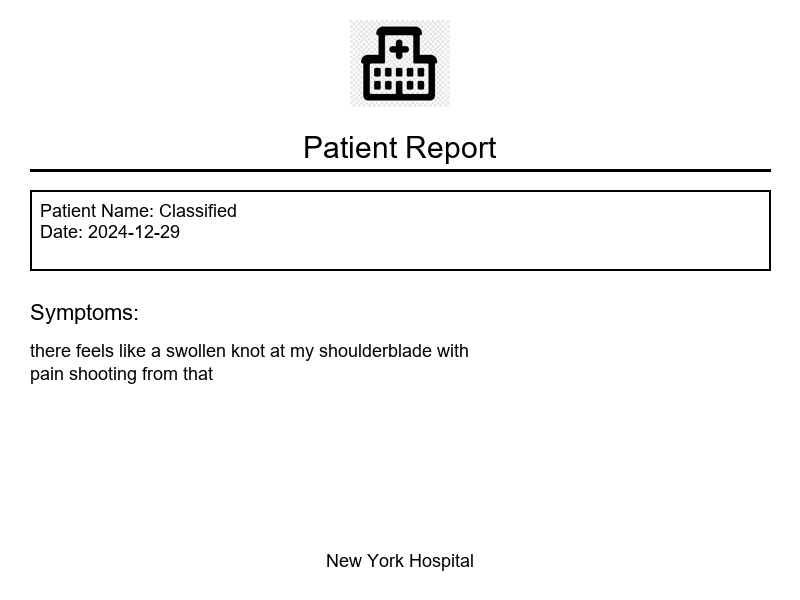 Patient Report
Patient Name: Classified
Date: 2024-12-29
Symptoms:
there feels like a swollen knot at my shoulderblade with
pain shooting from that
New York Hospital